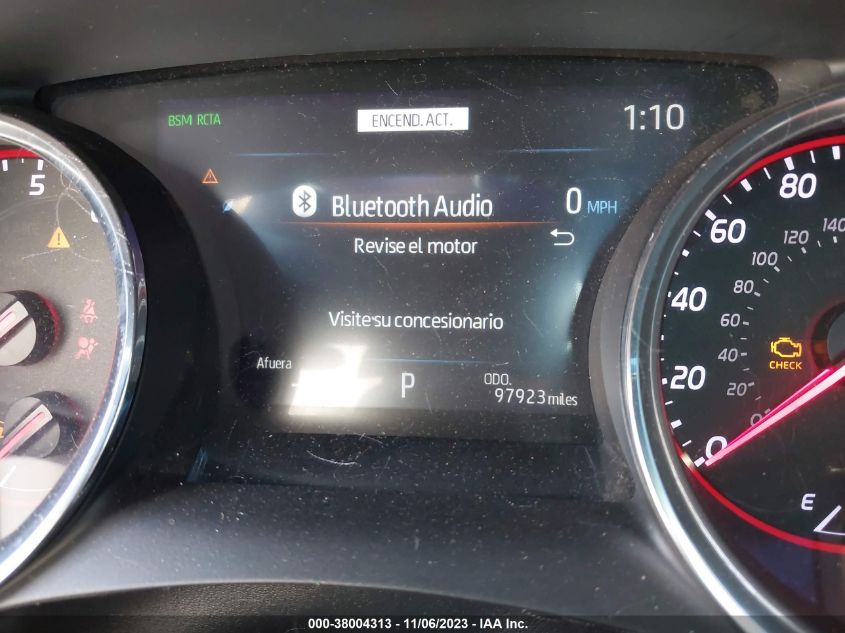 BSM RCTA
ENCEND. ACT.
1:10
Bluetooth Audio
0 MPH
Revise el motor
Visite su concesionario
Afuera
P
ODO.
97923 miles
5
80
60
40
20
0
140
120
100
80
60
40
20
0
CHECK
E
000-38004313 - 11/06/2023 - IAA Inc.